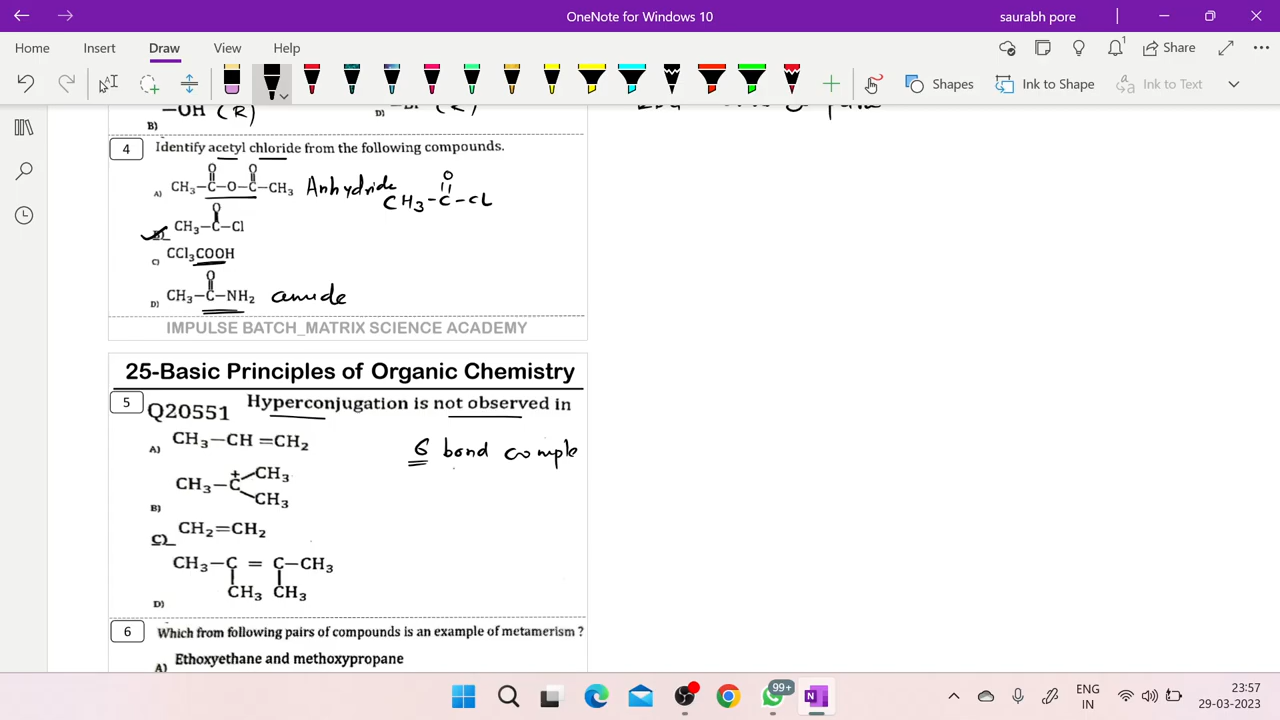 OneNote for Windows 10
saurabh pore
Home Insert Draw View Help
Share
Shapes Ink to Shape Ink to Text
B) —OH (R)
D) (R)
4 Identify acetyl chloride from the following compounds.
A) CH3—C(=O)—O—C(=O)—CH3 Anhydride
CH3—C(=O)—CL
B) CH3—C(=O)—Cl
C) CCl3COOH
D) CH3—C(=O)—NH2 amide
IMPULSE BATCH_MATRIX SCIENCE ACADEMY
25-Basic Principles of Organic Chemistry
5 Q20551 Hyperconjugation is not observed in
A) CH3—CH=CH2
6 bond comple
B) CH3—C+(CH3)CH3
C) CH2=CH2
D) CH3—C=C—CH3
CH3 CH3
6 Which from following pairs of compounds is an example of metamerism ?
A) Ethoxyethane and methoxypropane
99+
ENG
IN
23:57
29-03-2023